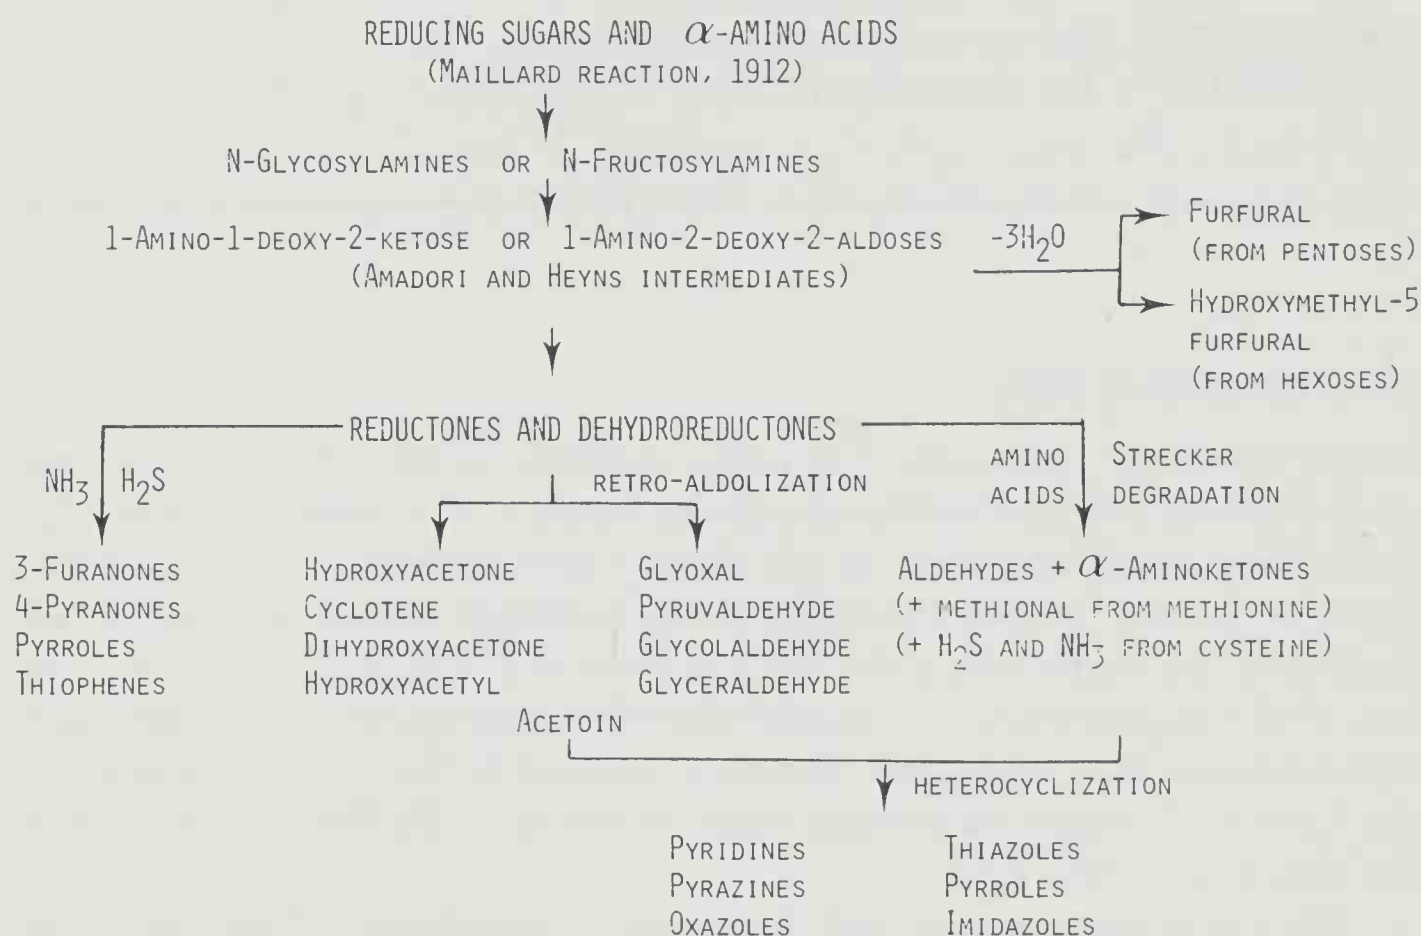 REDUCING SUGARS AND α-AMINO ACIDS
(MAILLARD REACTION, 1912)
N-GLYCOSYLAMINES OR N-FRUCTOSYLAMINES
1-AMINO-1-DEOXY-2-KETOSE OR 1-AMINO-2-DEOXY-2-ALDOSES
(AMADORI AND HEYNS INTERMEDIATES)
-3H₂O
FURFURAL
(FROM PENTOSES)
HYDROXYMETHYL-5
FURFURAL
(FROM HEXOSES)
REDUCTONES AND DEHYDROREDUCTONES
NH₃ H₂S
RETRO-ALDOLIZATION
AMINO
ACIDS
STRECKER
DEGRADATION
3-FURANONES
4-PYRANONES
PYRROLES
THIOPHENES
HYDROXYACETONE
CYCLOTENE
DIHYDROXYACETONE
HYDROXYACETYL
GLYOXAL
PYRUVALDEHYDE
GLYCOLALDEHYDE
GLYCERALDEHYDE
ACETOIN
ALDEHYDES + α-AMINOKETONES
(+ METHIONAL FROM METHIONINE)
(+ H₂S AND NH₃ FROM CYSTEINE)
HETEROCYCLIZATION
PYRIDINES
PYRAZINES
OXAZOLES
THIAZOLES
PYRROLES
IMIDAZOLES